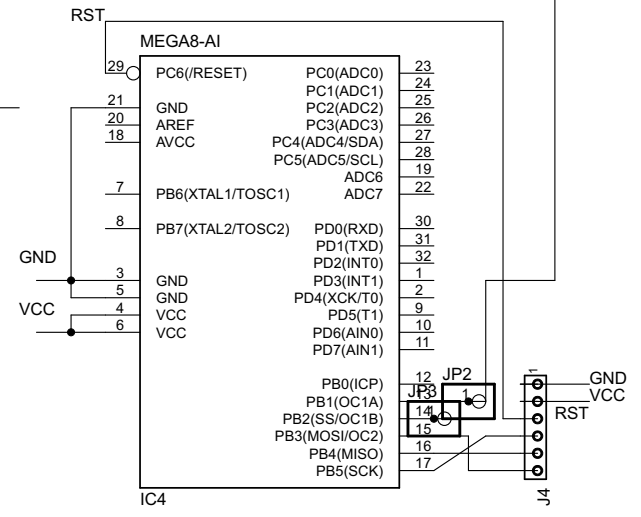 RST
MEGA8-AI
29 PC6(/RESET) PC0(ADC0) 23
PC1(ADC1) 24
21 GND PC2(ADC2) 25
20 AREF PC3(ADC3) 26
18 AVCC PC4(ADC4/SDA) 27
PC5(ADC5/SCL) 28
ADC6 19
7 PB6(XTAL1/TOSC1) ADC7 22
8 PB7(XTAL2/TOSC2) PD0(RXD) 30
PD1(TXD) 31
PD2(INT0) 32
GND
3 GND PD3(INT1) 1
5 GND PD4(XCK/T0) 2
VCC
4 VCC PD5(T1) 9
6 VCC PD6(AIN0) 10
PD7(AIN1) 11
JP2
PB0(ICP) 12
JP3
PB1(OC1A) 13 1
PB2(SS/OC1B) 14 1
PB3(MOSI/OC2) 15
PB4(MISO) 16
PB5(SCK) 17
1
GND
VCC
RST
J4
IC4